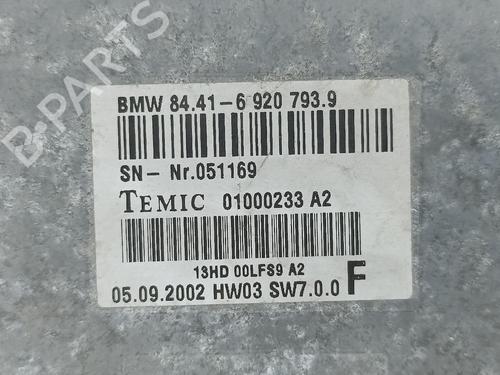 B-PARTS
BMW 84.41-6 920 793.9
SN- Nr.051169
TEMIC 01000233 A2
13HD 00LFS9 A2
05.09.2002 HW03 SW7.0.0 F